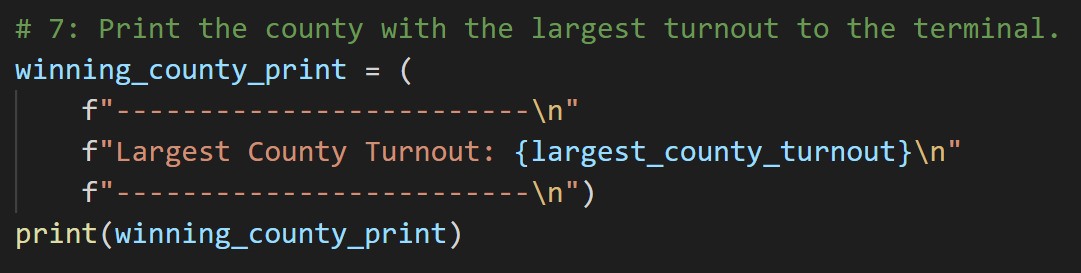 # 7: Print the county with the largest turnout to the terminal.
winning_county_print = (
    f"-------------------------\n"
    f"Largest County Turnout: {largest_county_turnout}\n"
    f"-------------------------\n")
print(winning_county_print)